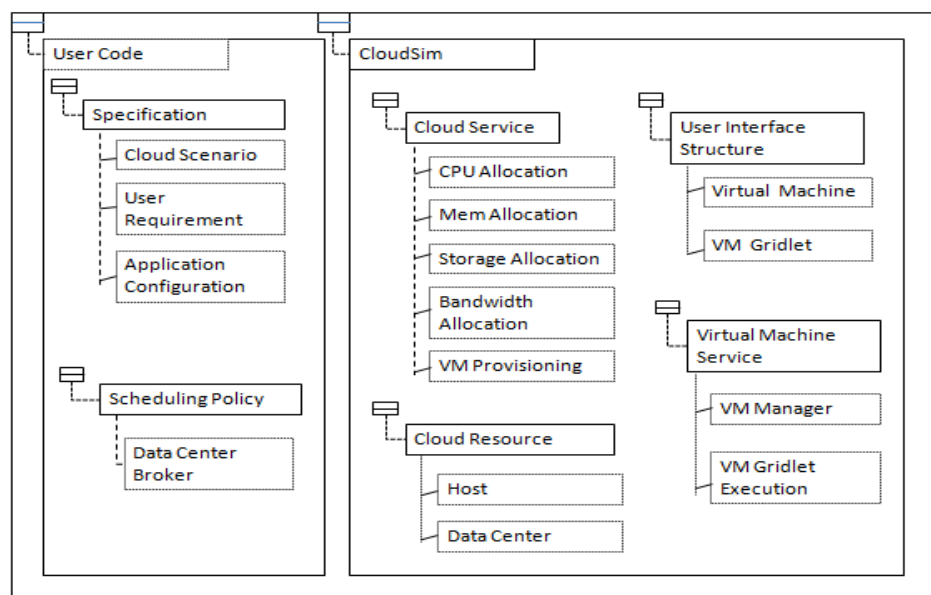 User Code
Specification
Cloud Scenario
User
Requirement
Application
Configuration
Scheduling Policy
Data Center
Broker
CloudSim
Cloud Service
CPU Allocation
Mem Allocation
Storage Allocation
Bandwidth
Allocation
VM Provisioning
Cloud Resource
Host
Data Center
User Interface
Structure
Virtual Machine
VM Gridlet
Virtual Machine
Service
VM Manager
VM Gridlet
Execution